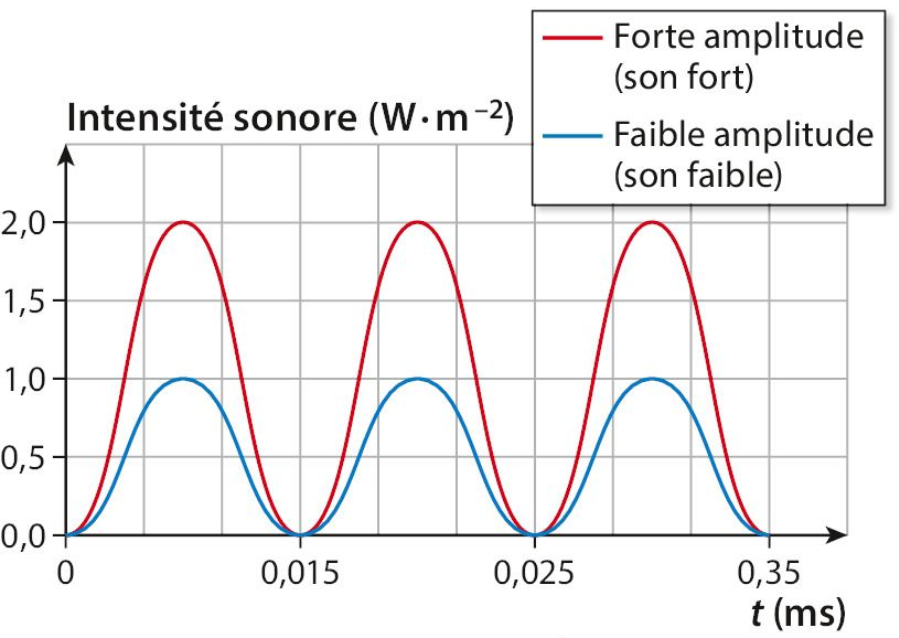 Forte amplitude
(son fort)
Faible amplitude
(son faible)
Intensité sonore (W·m⁻²)
2,0
1,5
1,0
0,5
0,0
0 0,015 0,025 0,35
t (ms)